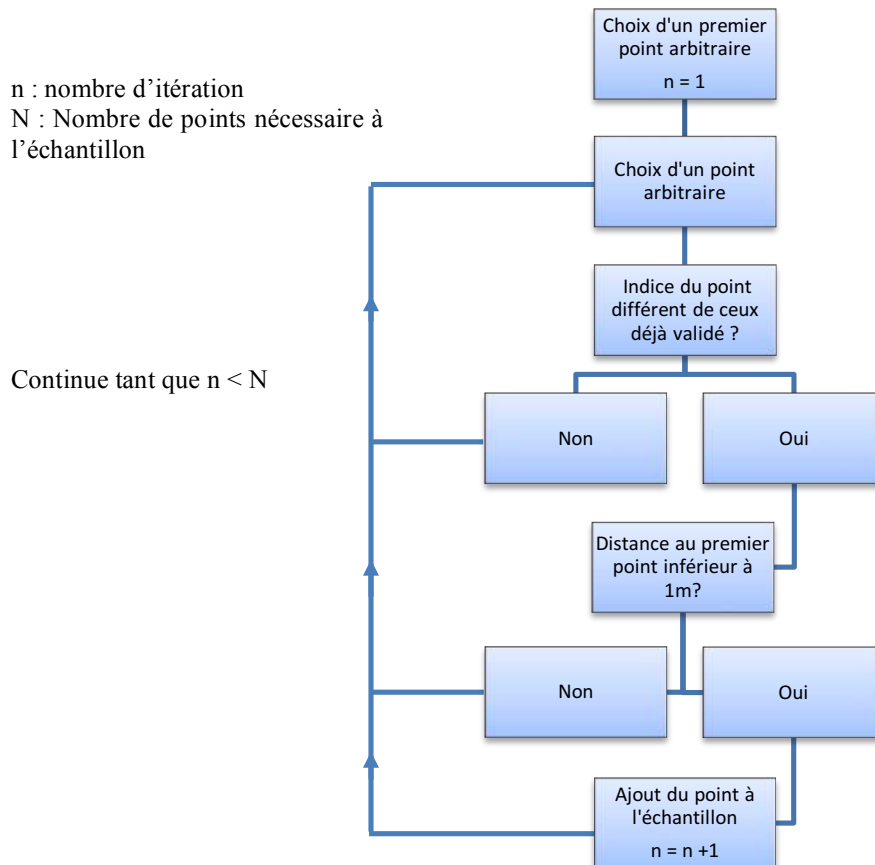 Choix d'un premier
point arbitraire
n = 1
n : nombre d’itération
N : Nombre de points nécessaire à
l’échantillon
Choix d'un point
arbitraire
Indice du point
différent de ceux
déjà validé ?
Continue tant que n < N
Non
Oui
Distance au premier
point inférieur à
1m?
Non
Oui
Ajout du point à
l'échantillon
n = n +1